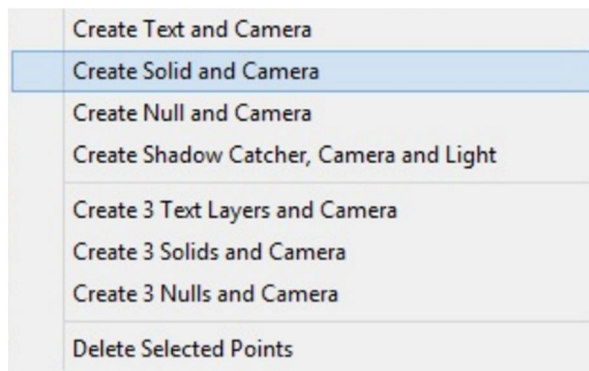 Create Text and Camera
Create Solid and Camera
Create Null and Camera
Create Shadow Catcher, Camera and Light
Create 3 Text Layers and Camera
Create 3 Solids and Camera
Create 3 Nulls and Camera
Delete Selected Points